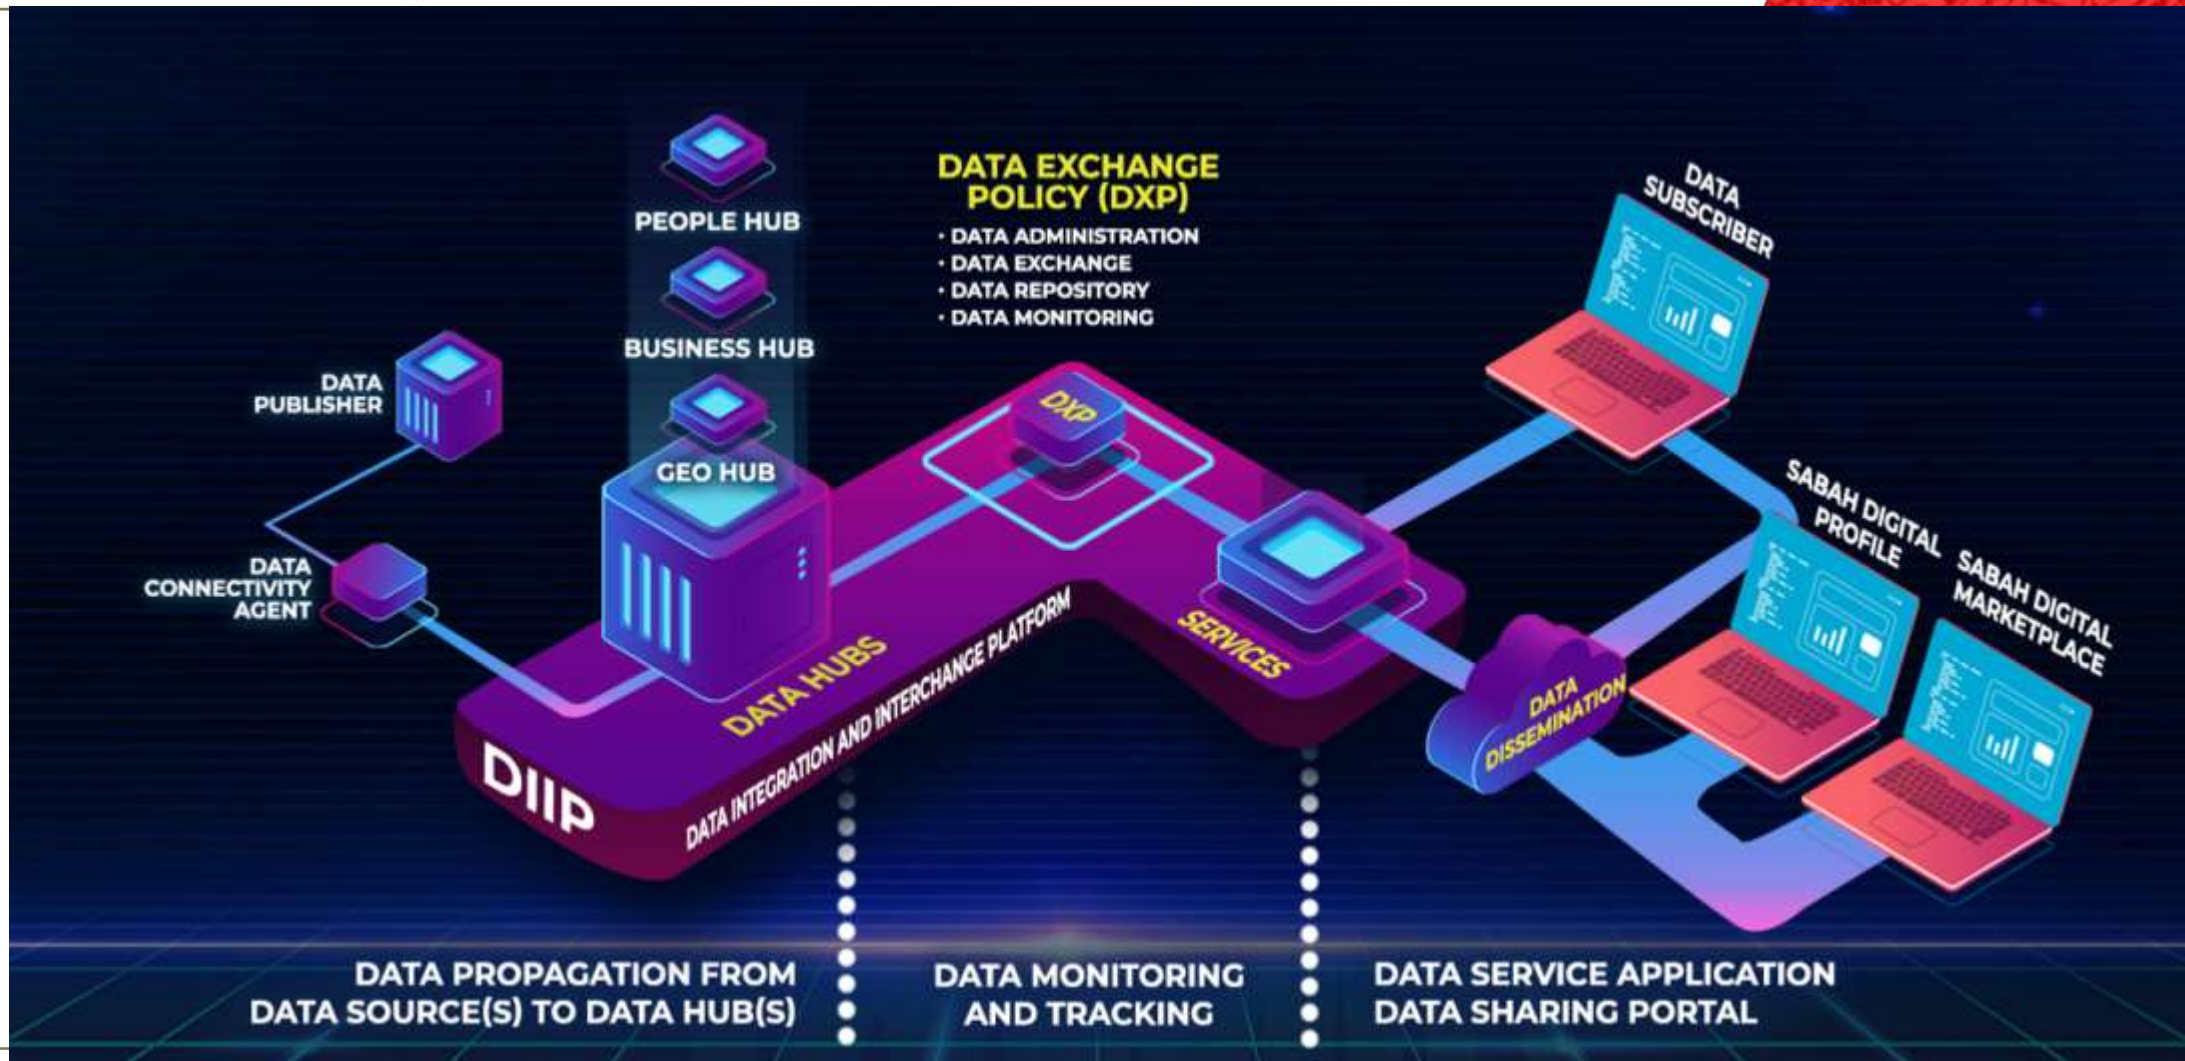 PEOPLE HUB
BUSINESS HUB
GEO HUB
DATA EXCHANGE
POLICY (DXP)
• DATA ADMINISTRATION
• DATA EXCHANGE
• DATA REPOSITORY
• DATA MONITORING
DATA
PUBLISHER
DATA
CONNECTIVITY
AGENT
DXP
DATA HUBS
SERVICES
DIIP
DATA INTEGRATION AND INTERCHANGE PLATFORM
DATA
SUBSCRIBER
SABAH DIGITAL
PROFILE
SABAH DIGITAL
MARKETPLACE
DATA
DISSEMINATION
DATA PROPAGATION FROM
DATA SOURCE(S) TO DATA HUB(S)
DATA MONITORING
AND TRACKING
DATA SERVICE APPLICATION
DATA SHARING PORTAL